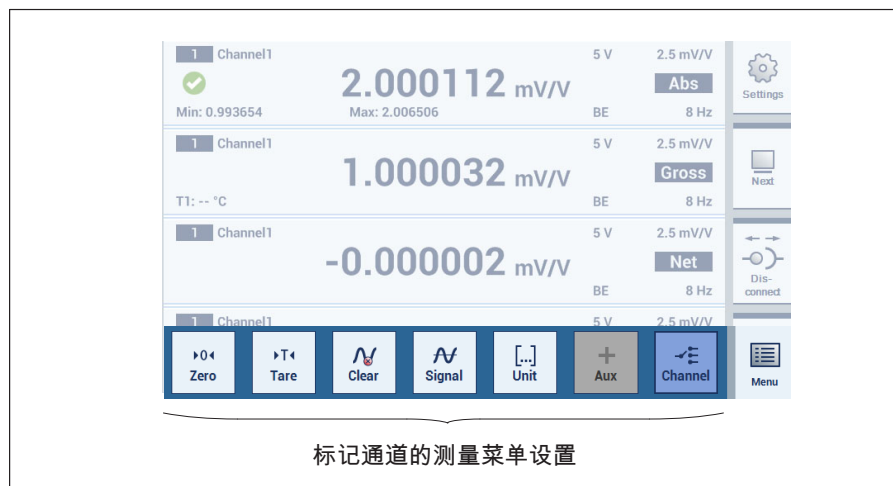 1 Channel1 5 V 2.5 mV/V
2.000112 mV/V Abs
Min: 0.993654 Max: 2.006506 BE 8 Hz
Settings
1 Channel1 5 V 2.5 mV/V
1.000032 mV/V Gross
T1: -- °C BE 8 Hz
Next
1 Channel1 5 V 2.5 mV/V
-0.000002 mV/V Net
BE 8 Hz
Dis-
connect
1 Channel1 5 V 2.5 mV/V
▸0◂ ▸T◂ [...] +
Zero Tare Clear Signal Unit Aux Channel Menu
标记通道的测量菜单设置